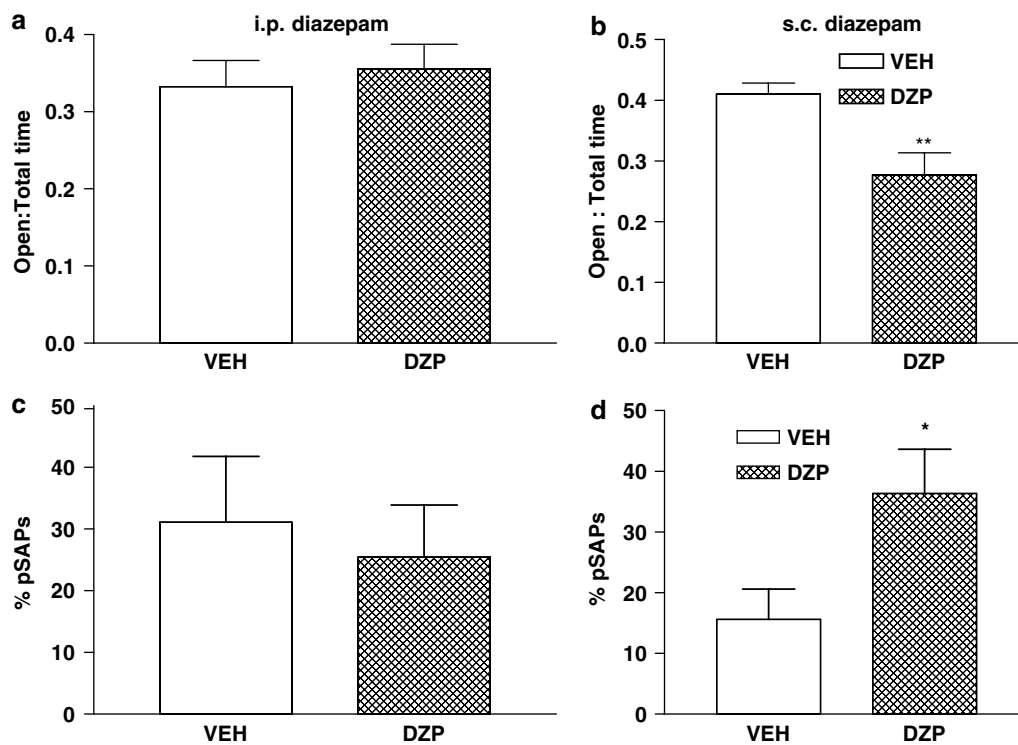 a
i.p. diazepam
0.4
0.3
0.2
0.1
0.0
Open:Total time
VEH
DZP
b
s.c. diazepam
0.5
0.4
0.3
0.2
0.1
0.0
Open : Total time
VEH
DZP
**
VEH
DZP
c
50
40
30
20
10
0
% pSAPs
VEH
DZP
d
50
40
30
20
10
0
% pSAPs
VEH
DZP
*
VEH
DZP